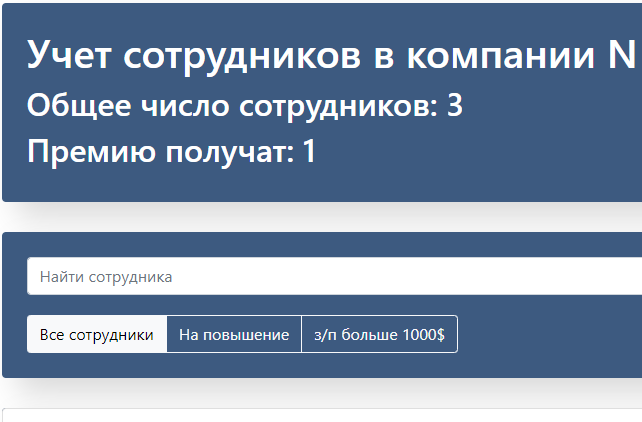 Учет сотрудников в компании N
Общее число сотрудников: 3
Премию получат: 1
Найти сотрудника
Все сотрудники На повышение з/п больше 1000$